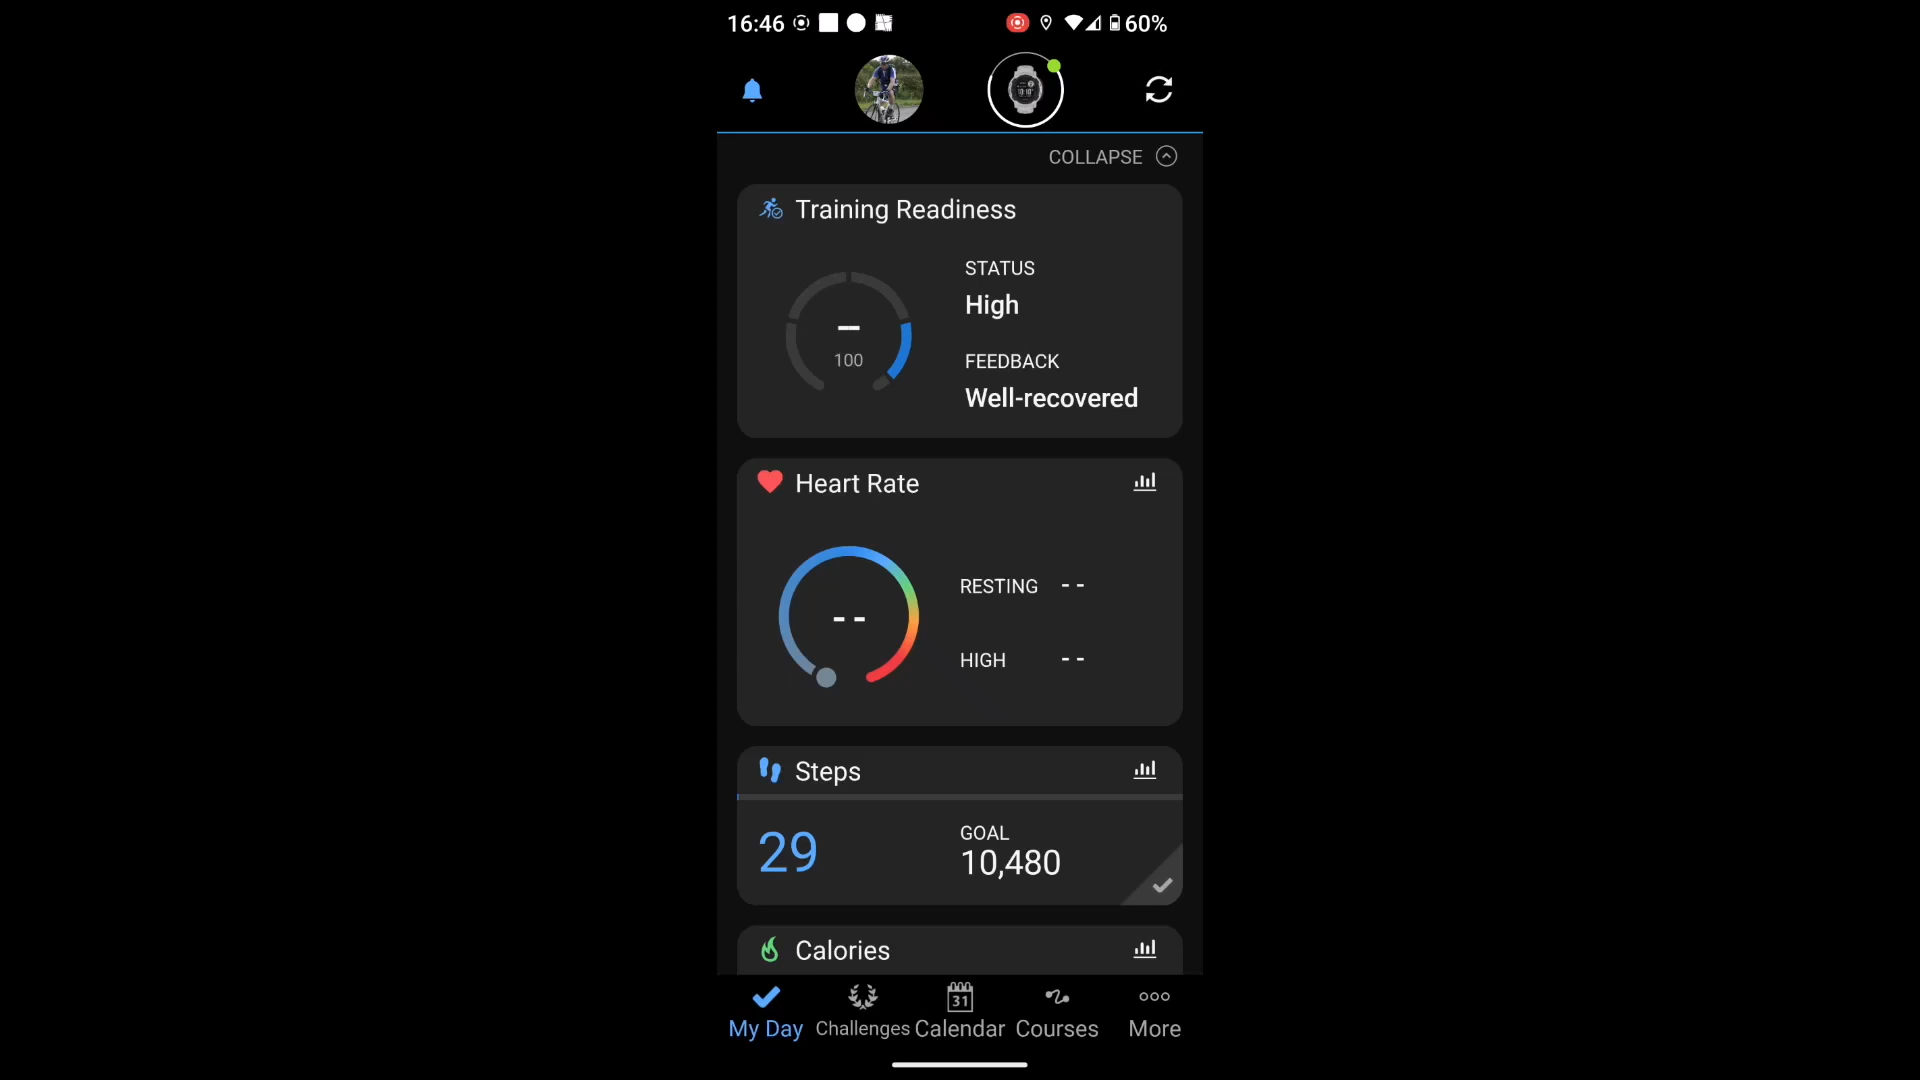 16:46
60%
COLLAPSE
Training Readiness
--
100
STATUS
High
FEEDBACK
Well-recovered
Heart Rate
--
RESTING --
HIGH --
Steps
29
GOAL
10,480
Calories
31
My Day Challenges Calendar Courses More